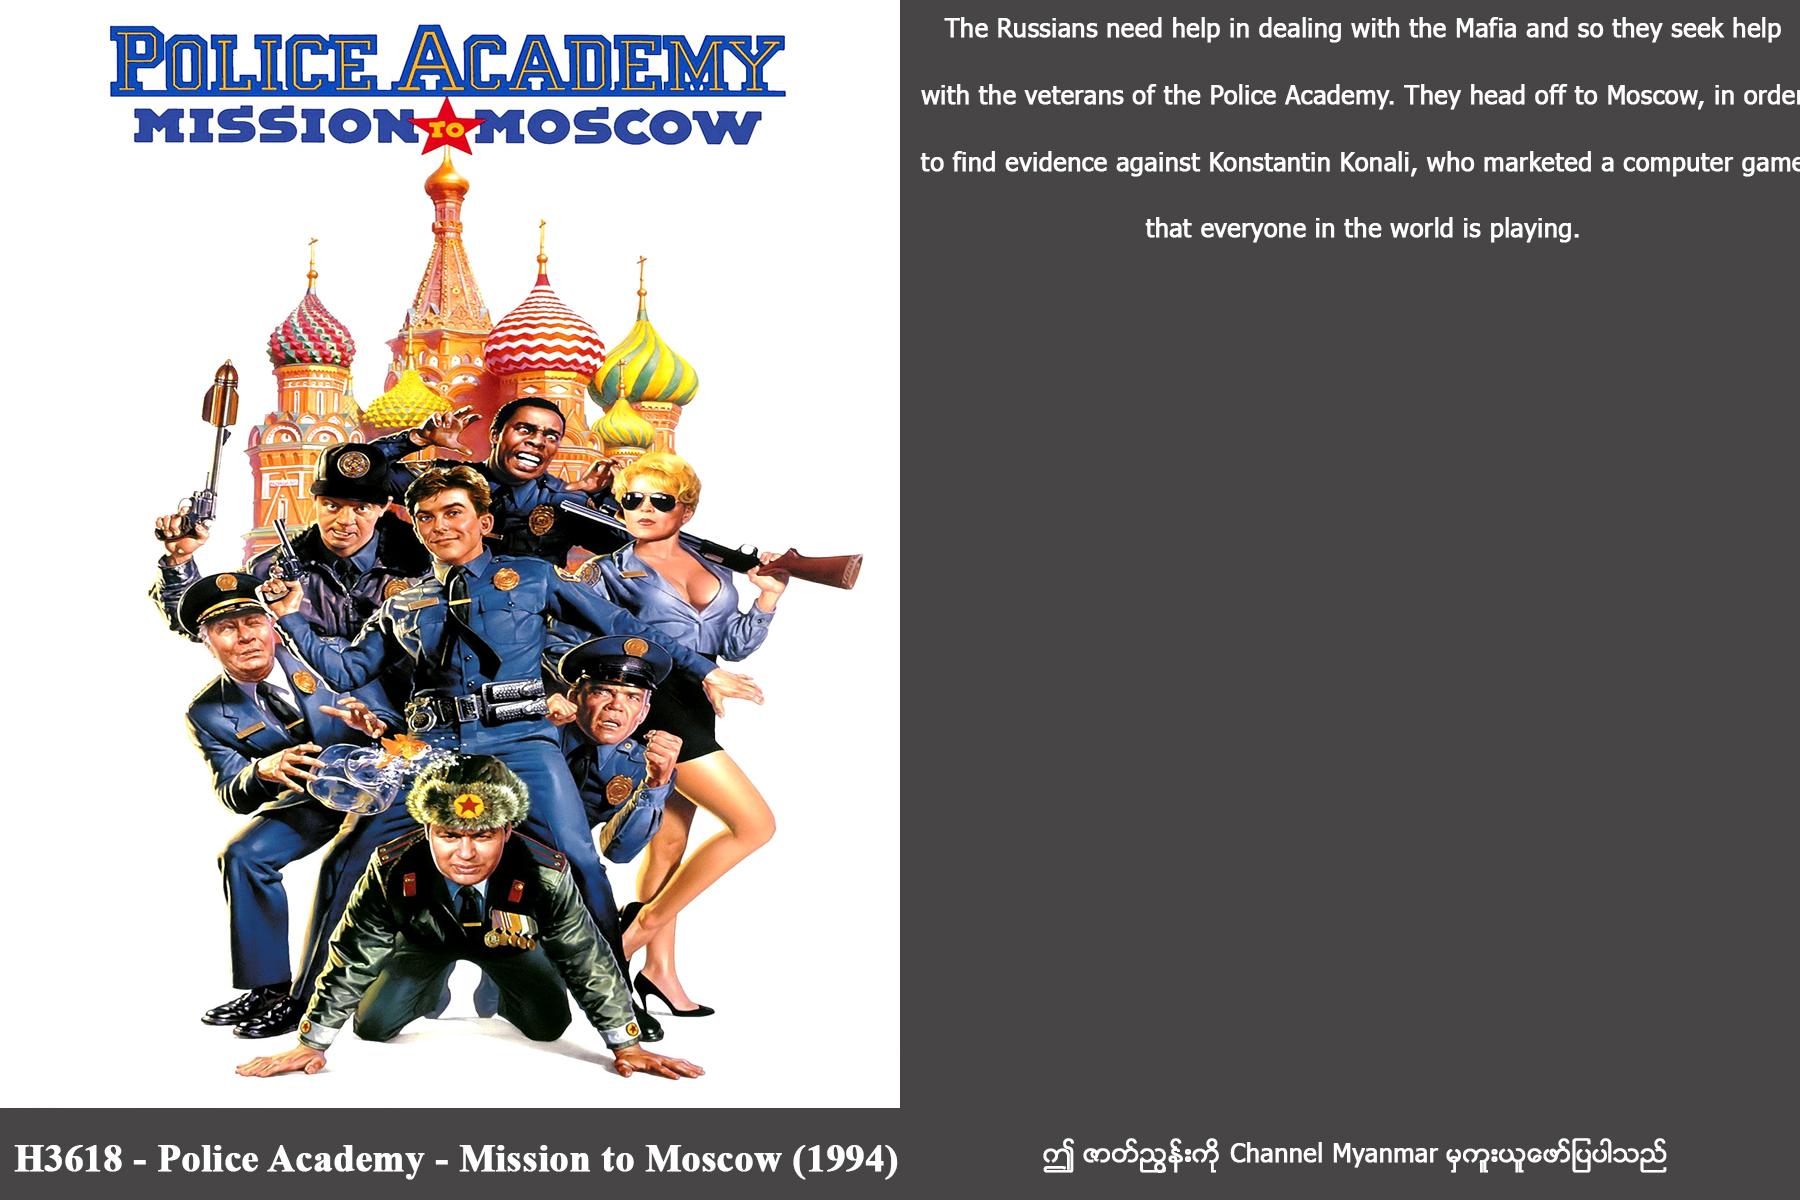 POLICE ACADEMY
MISSION TO MOSCOW
The Russians need help in dealing with the Mafia and so they seek help
with the veterans of the Police Academy. They head off to Moscow, in order
to find evidence against Konstantin Konali, who marketed a computer game
that everyone in the world is playing.
H3618 - Police Academy - Mission to Moscow (1994)
ဤ ဇာတ်ညွှန်းကို Channel Myanmar မှကူးယူဖော်ပြပါသည်